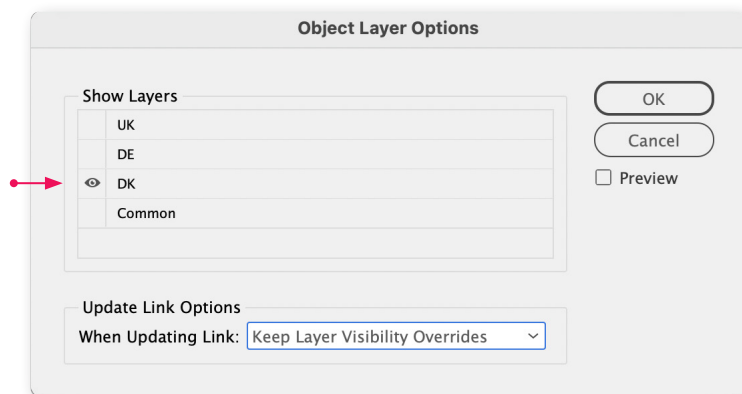 Object Layer Options
Show Layers
UK
DE
DK
Common
OK
Cancel
Preview
Update Link Options
When Updating Link: Keep Layer Visibility Overrides